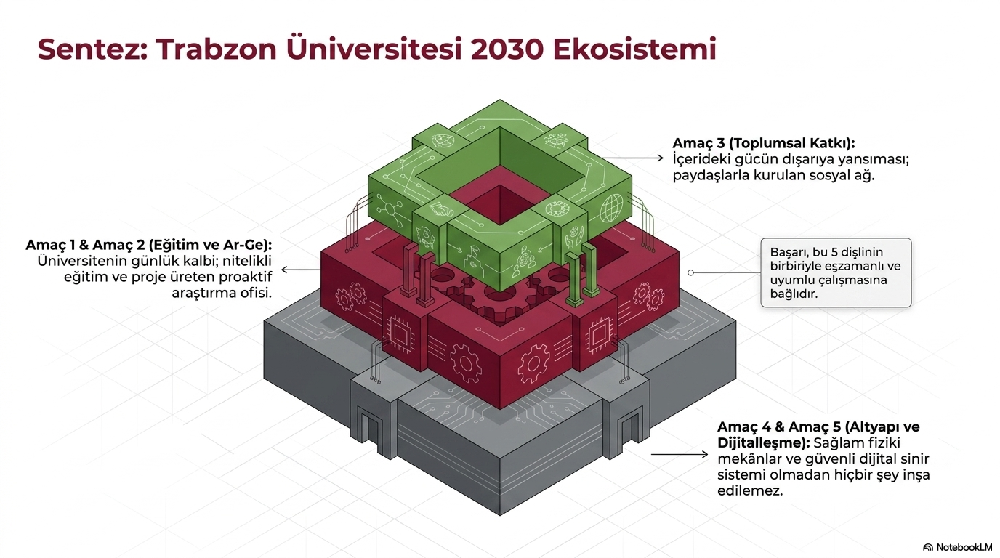 Sentez: Trabzon Üniversitesi 2030 Ekosistemi
Amaç 3 (Toplumsal Katkı):
İçerideki gücün dışarıya yansıması;
paydaşlarla kurulan sosyal ağ.
Amaç 1 & Amaç 2 (Eğitim ve Ar-Ge):
Üniversitenin günlük kalbi; nitelikli
eğitim ve proje üreten proaktif
araştırma ofisi.
Başarı, bu 5 dişlinin
birbiriyle eşzamanlı ve
uyumlu çalışmasına
bağlıdır.
Amaç 4 & Amaç 5 (Altyapı ve
Dijitalleşme): Sağlam fiziki
mekânlar ve güvenli dijital sinir
sistemi olmadan hiçbir şey inşa
edilemez.
NotebookLM